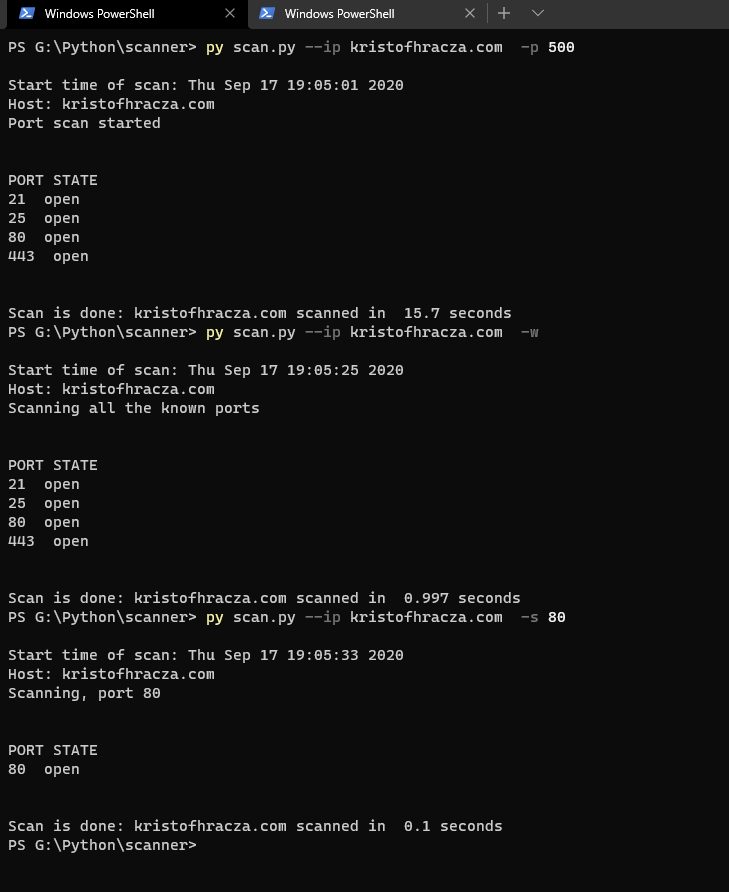 Windows PowerShell
Windows PowerShell
PS G:\Python\scanner> py scan.py --ip kristofhracza.com  -p 500
Start time of scan: Thu Sep 17 19:05:01 2020
Host: kristofhracza.com
Port scan started
PORT STATE
21  open
25  open
80  open
443  open
Scan is done: kristofhracza.com scanned in  15.7 seconds
PS G:\Python\scanner> py scan.py --ip kristofhracza.com  -w
Start time of scan: Thu Sep 17 19:05:25 2020
Host: kristofhracza.com
Scanning all the known ports
PORT STATE
21  open
25  open
80  open
443  open
Scan is done: kristofhracza.com scanned in  0.997 seconds
PS G:\Python\scanner> py scan.py --ip kristofhracza.com  -s 80
Start time of scan: Thu Sep 17 19:05:33 2020
Host: kristofhracza.com
Scanning, port 80
PORT STATE
80  open
Scan is done: kristofhracza.com scanned in  0.1 seconds
PS G:\Python\scanner>